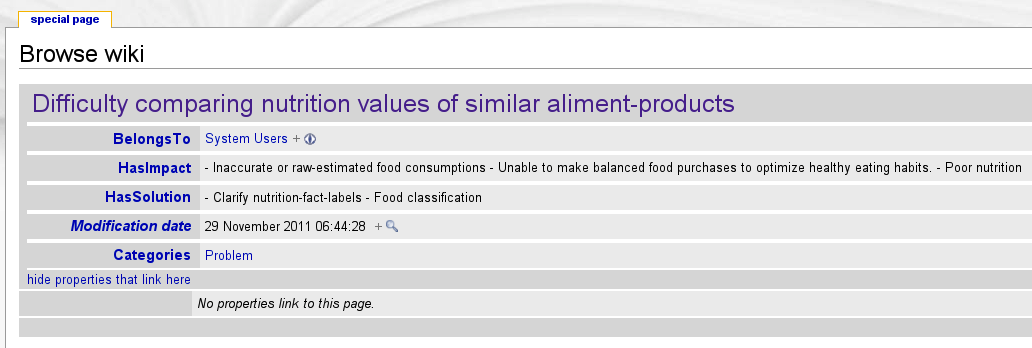 special page
Browse wiki
Difficulty comparing nutrition values of similar aliment-products
BelongsTo System Users +
HasImpact - Inaccurate or raw-estimated food consumptions - Unable to make balanced food purchases to optimize healthy eating habits. - Poor nutrition
HasSolution - Clarify nutrition-fact-labels - Food classification
Modification date 29 November 2011 06:44:28 +
Categories Problem
hide properties that link here
No properties link to this page.